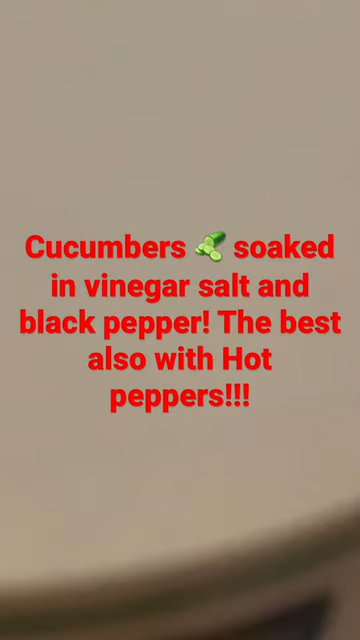 Cucumbers 🥒 soaked
in vinegar salt and
black pepper! The best
also with Hot
peppers!!!